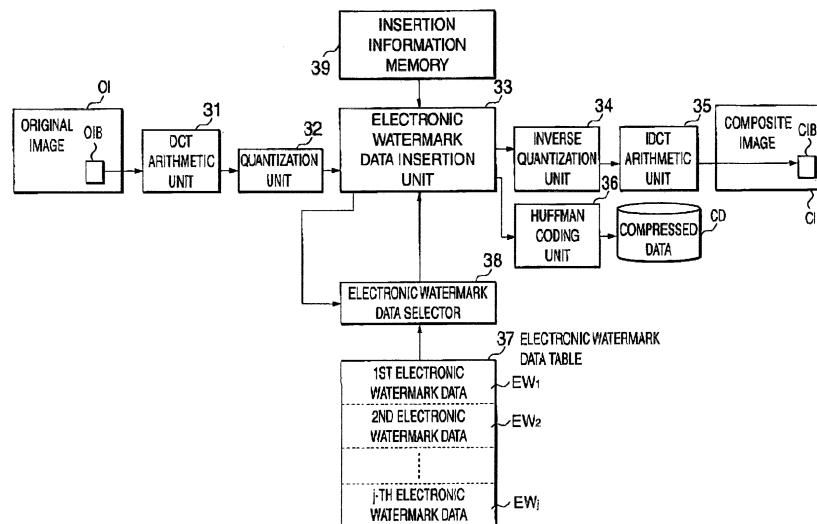 INSERTION
INFORMATION
MEMORY
39
OI
ORIGINAL
IMAGE
OIB
31
DCT
ARITHMETIC
UNIT
32
QUANTIZATION
UNIT
33
ELECTRONIC
WATERMARK
DATA INSERTION
UNIT
34
INVERSE
QUANTIZATION
UNIT
35
IDCT
ARITHMETIC
UNIT
COMPOSITE
IMAGE
CIB
CI
36
HUFFMAN
CODING
UNIT
CD
COMPRESSED
DATA
38
ELECTRONIC WATERMARK
DATA SELECTOR
37 ELECTRONIC WATERMARK
DATA TABLE
1ST ELECTRONIC
WATERMARK DATA
EW1
2ND ELECTRONIC
WATERMARK DATA
EW2
j-TH ELECTRONIC
WATERMARK DATA
EWj